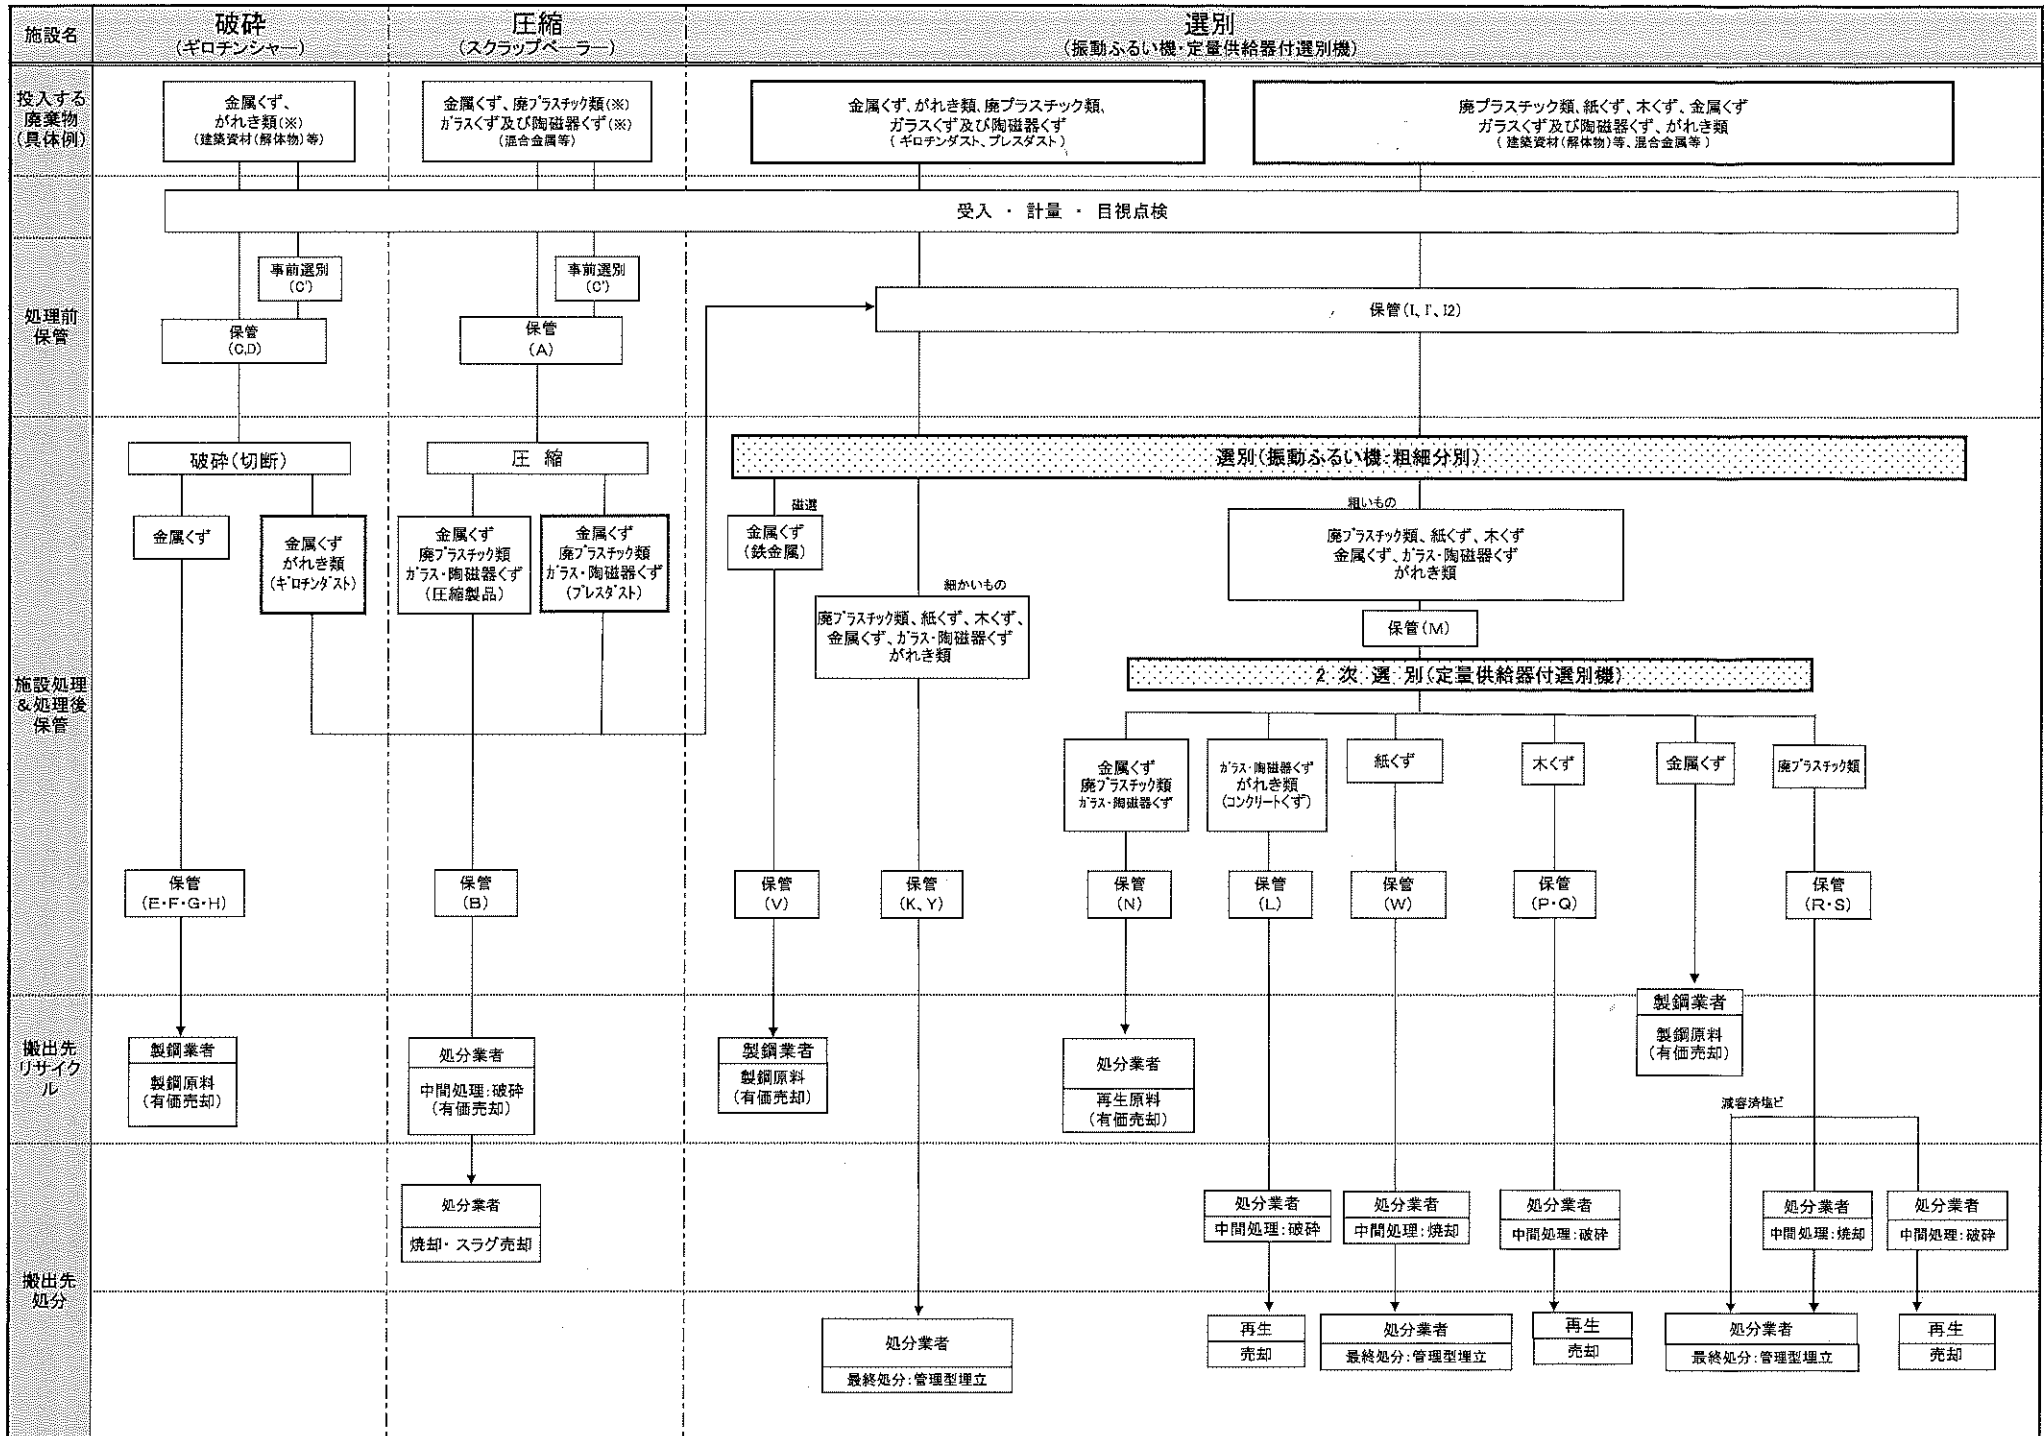 施設名
破砕
(ギロチンシャー)
圧縮
(スクラップベーラー)
選別
(振動ふるい機・定量供給器付選別機)
投入する
廃棄物
(具体例)
金属くず、
がれき類(※)
(建築資材(解体物)等)
金属くず、廃プラスチック類(※)
ガラスくず及び陶磁器くず(※)
(混合金属等)
金属くず、がれき類、廃プラスチック類、
ガラスくず及び陶磁器くず
(ギロチンダスト、プレスダスト)
廃プラスチック類、紙くず、木くず、金属くず
ガラスくず及び陶磁器くず、がれき類
(建築資材(解体物)等、混合金属等)
受入 ・ 計量 ・ 目視点検
処理前
保管
事前選別
(C')
事前選別
(C')
保管
(C,D)
保管
(A)
保管(I、I'、I2)
破砕(切断)
圧 縮
選別(振動ふるい機:粗細分別)
施設処理
&処理後
保管
金属くず
金属くず
がれき類
(ギロチンダスト)
金属くず
廃プラスチック類
ガラス・陶磁器くず
(圧縮製品)
金属くず
廃プラスチック類
ガラス・陶磁器くず
(プレスダスト)
磁選
金属くず
(鉄金属)
細かいもの
廃プラスチック類、紙くず、木くず、
金属くず、ガラス・陶磁器くず
がれき類
粗いもの
廃プラスチック類、紙くず、木くず
金属くず、ガラス・陶磁器くず
がれき類
保管(M)
2 次 選 別(定量供給器付選別機)
金属くず
廃プラスチック類
ガラス・陶磁器くず
ガラス・陶磁器くず
がれき類
(コンクリートくず)
紙くず
木くず
金属くず
廃プラスチック類
保管
(E・F・G・H)
保管
(B)
保管
(V)
保管
(K、Y)
保管
(N)
保管
(L)
保管
(W)
保管
(P・Q)
保管
(R・S)
搬出先
リサイク
ル
製鋼業者
製鋼原料
(有価売却)
処分業者
中間処理:破砕
(有価売却)
製鋼業者
製鋼原料
(有価売却)
処分業者
再生原料
(有価売却)
製鋼業者
製鋼原料
(有価売却)
減容済塩ビ
搬出先
処分
処分業者
焼却・スラグ売却
処分業者
中間処理:破砕
処分業者
中間処理:焼却
処分業者
中間処理:破砕
処分業者
中間処理:焼却
処分業者
中間処理:破砕
処分業者
最終処分:管理型埋立
再生
売却
処分業者
最終処分:管理型埋立
再生
売却
処分業者
最終処分:管理型埋立
再生
売却